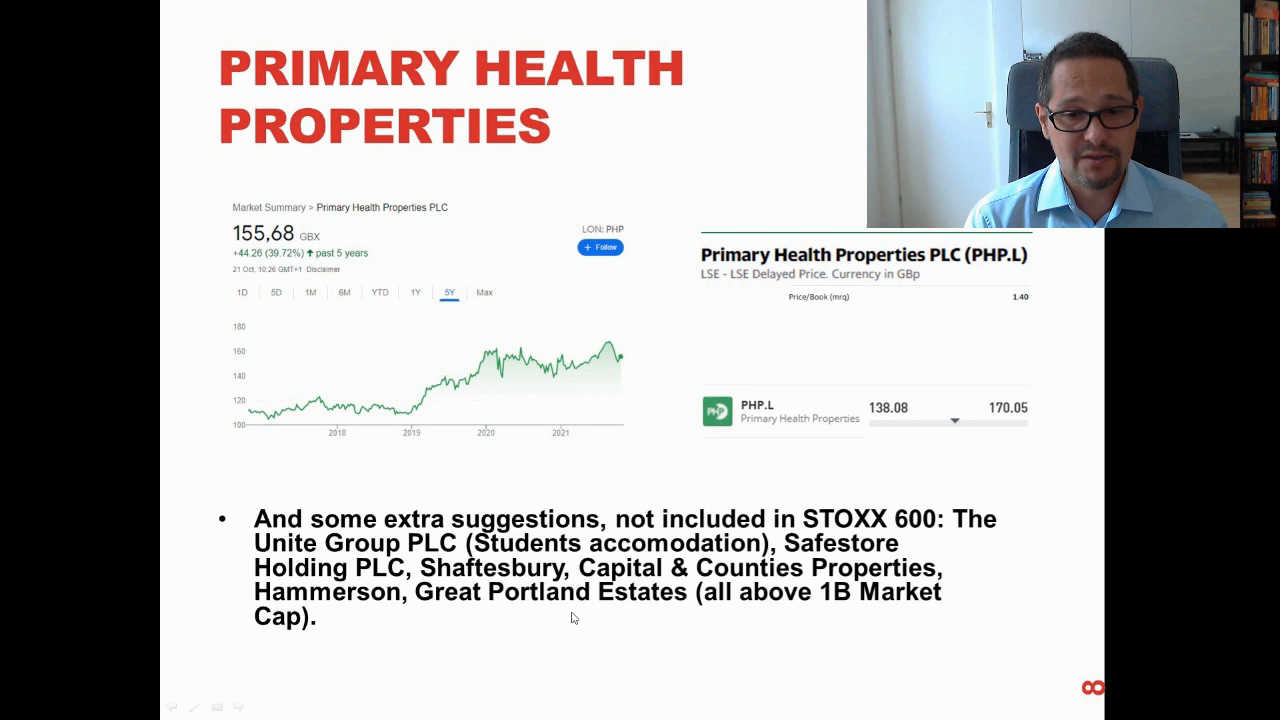 PRIMARY HEALTH
PROPERTIES
Market Summary > Primary Health Properties PLC
155,68 GBX
LON: PHP
+44.26 (39.72%) ↑ past 5 years
+ Follow
21 Oct, 10:26 GMT+1 · Disclaimer
1D 5D 1M 6M YTD 1Y 5Y Max
180
160
140
120
100
2018 2019 2020 2021
Primary Health Properties PLC (PHP.L)
LSE - LSE Delayed Price. Currency in GBp
Price/Book (mrq) 1.40
PHP
PHP.L
Primary Health Properties
138.08 170.05
• And some extra suggestions, not included in STOXX 600: The
Unite Group PLC (Students accomodation), Safestore
Holding PLC, Shaftesbury, Capital & Counties Properties,
Hammerson, Great Portland Estates (all above 1B Market
Cap).